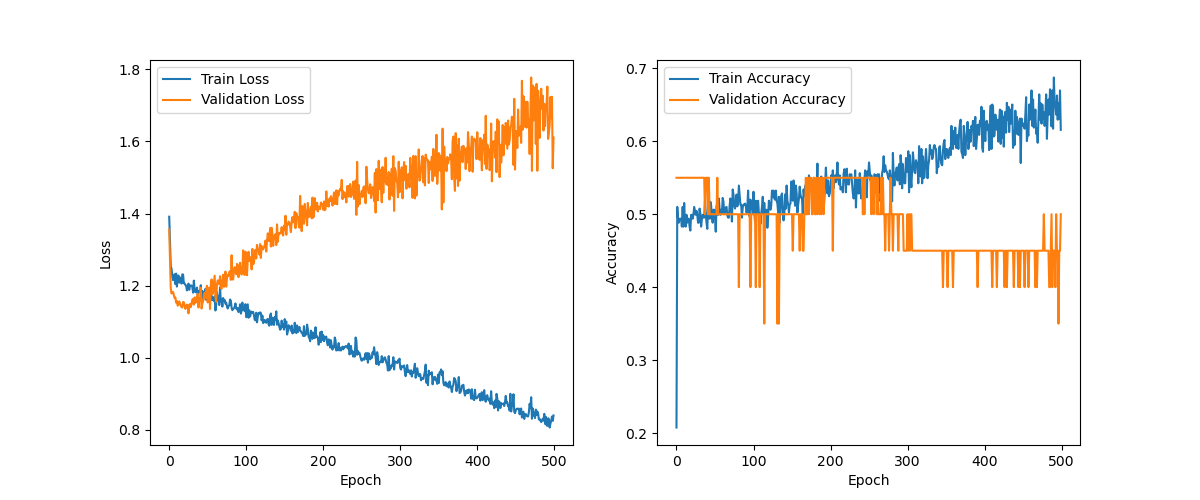 Train Loss
Validation Loss
1.8
1.6
1.4
1.2
1.0
0.8
Loss
0 100 200 300 400 500
Epoch
Train Accuracy
Validation Accuracy
0.7
0.6
0.5
0.4
0.3
0.2
Accuracy
0 100 200 300 400 500
Epoch